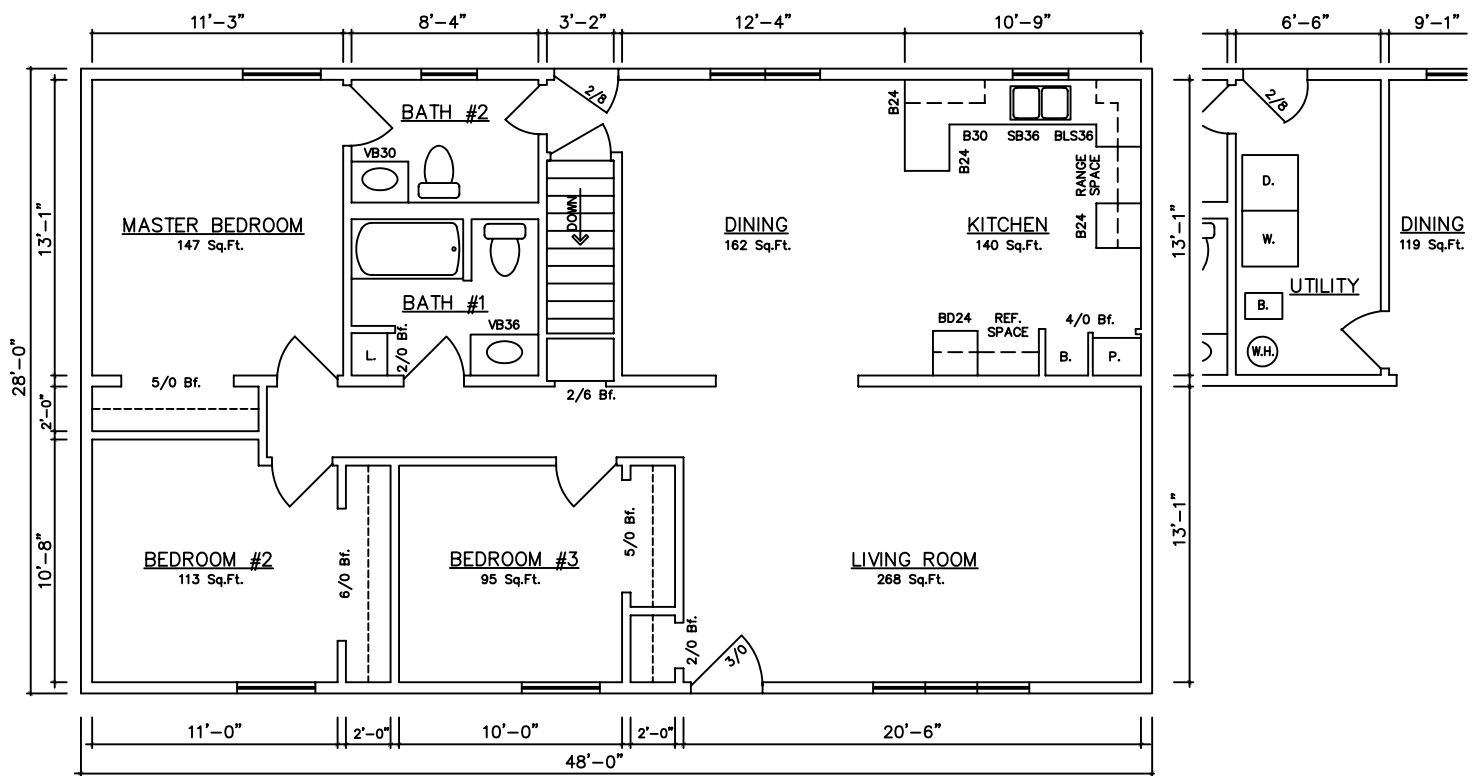 11'-3" 8'-4" 3'-2" 12'-4" 10'-9" 6'-6" 9'-1"
2/8
2/8
BATH #2
B24
B30 SB36 BLS36
B24
RANGE
SPACE
B24
VB30
D.
MASTER BEDROOM
147 Sq.Ft.
DOWN
DINING
162 Sq.Ft.
KITCHEN
140 Sq.Ft.
W.
DINING
119 Sq.Ft.
13'-1"
13'-1"
UTILITY
B.
W.H.
BATH #1
VB36
2/0 Bf.
L.
BD24
REF.
SPACE
4/0 Bf.
B.
P.
5/0 Bf.
2/6 Bf.
28'-0"
2'-0"
10'-8"
13'-1"
BEDROOM #2
113 Sq.Ft.
6/0 Bf.
BEDROOM #3
95 Sq.Ft.
5/0 Bf.
LIVING ROOM
268 Sq.Ft.
2/0 Bf.
3/0
11'-0" 2'-0" 10'-0" 2'-0" 20'-6"
48'-0"